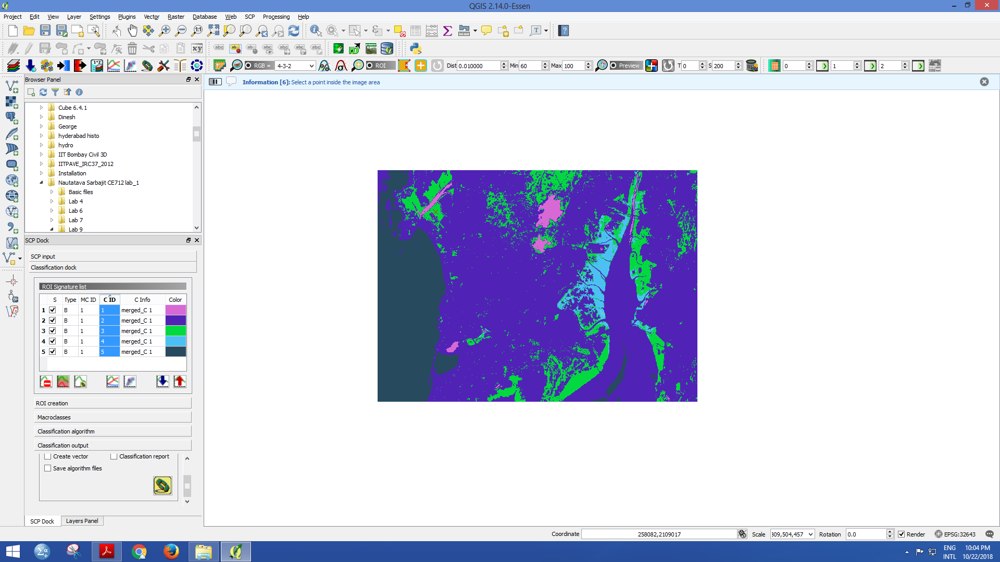 QGIS 2.14.0-Essen
Project Edit View Layer Settings Plugins Vector Raster Database Web SCP Processing Help
RGB = 4-3-2 ROI Dist 0.010000 Min 60 Max 100 Preview T 0 S 200 0 1 2
Browser Panel
Information [6]: Select a point inside the image area
Cube 6.4.1
Dinesh
George
hyderabad histo
hydro
IIT Bombay Civil 3D
IITPAVE_IRC37_2012
Installation
Nautatava Sarbajit CE712 lab_1
Basic files
Lab 4
Lab 6
Lab 7
Lab 9
SCP Dock
SCP input
Classification dock
ROI Signature list
S Type MC ID C ID C Info Color
1 B 1 1 merged_C 1
2 B 1 2 merged_C 1
3 B 1 3 merged_C 1
4 B 1 4 merged_C 1
5 B 1 5 merged_C 1
ROI creation
Macroclasses
Classification algorithm
Classification output
Create vector Classification report
Save algorithm files
SCP Dock Layers Panel
Coordinate 258082,2109017 Scale 309,504,457 Rotation 0.0 Render EPSG:32643
ENG 10:04 PM
INTL 10/22/2018